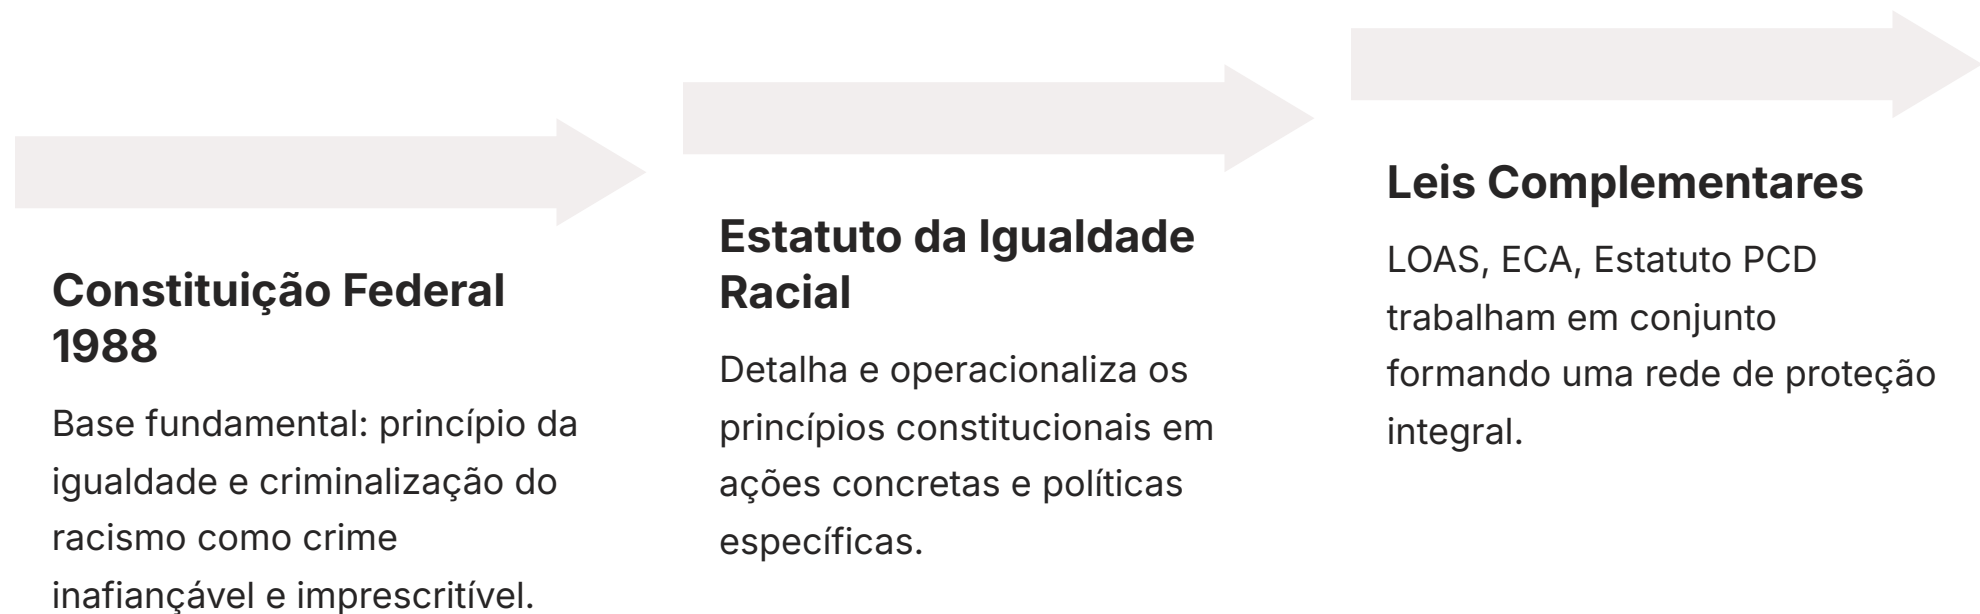 Constituição Federal
1988
Base fundamental: princípio da
igualdade e criminalização do
racismo como crime
inafiançável e imprescritível.
Estatuto da Igualdade
Racial
Detalha e operacionaliza os
princípios constitucionais em
ações concretas e políticas
específicas.
Leis Complementares
LOAS, ECA, Estatuto PCD
trabalham em conjunto
formando uma rede de proteção
integral.